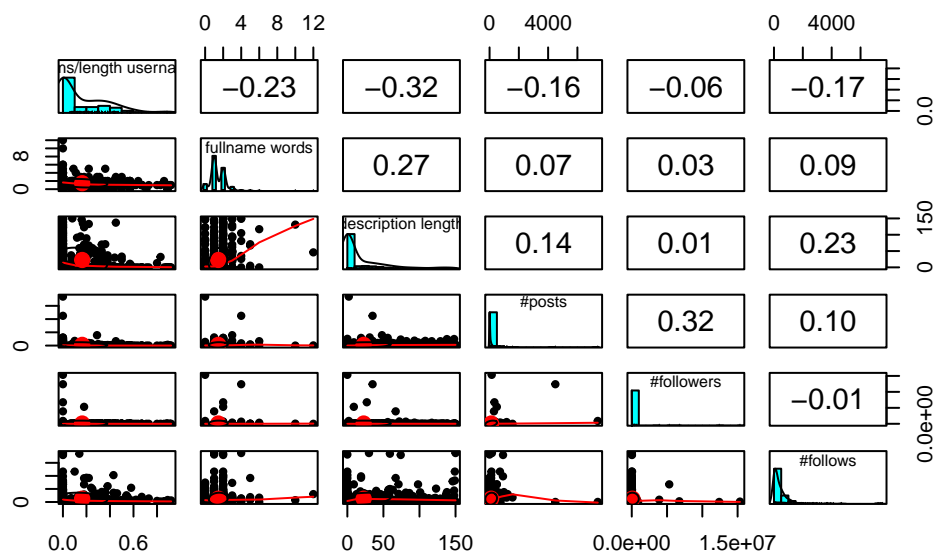 0 4 8 12 0 4000 0 4000
ns/length userna −0.23 −0.32 −0.16 −0.06 −0.17 0.0
0 8 fullname words 0.27 0.07 0.03 0.09
description length 0.14 0.01 0.23 0 150
0 #posts 0.32 0.10
#followers −0.01 0.0e+00
0 #follows
0.0 0.6 0 50 150 0.0e+00 1.5e+07